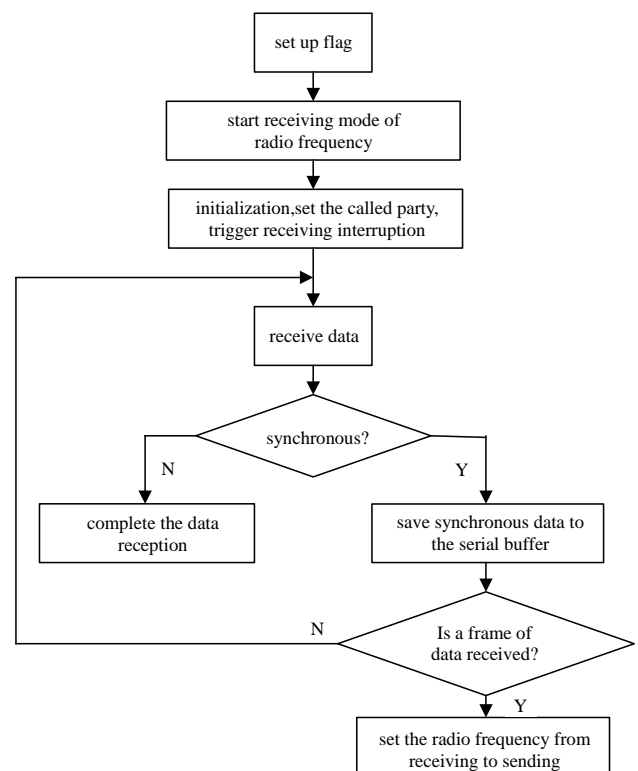 set up flag
start receiving mode of
radio frequency
initialization,set the called party,
trigger receiving interruption
receive data
synchronous?
N
Y
complete the data
reception
save synchronous data to
the serial buffer
N
Is a frame of
data received?
Y
set the radio frequency from
receiving to sending